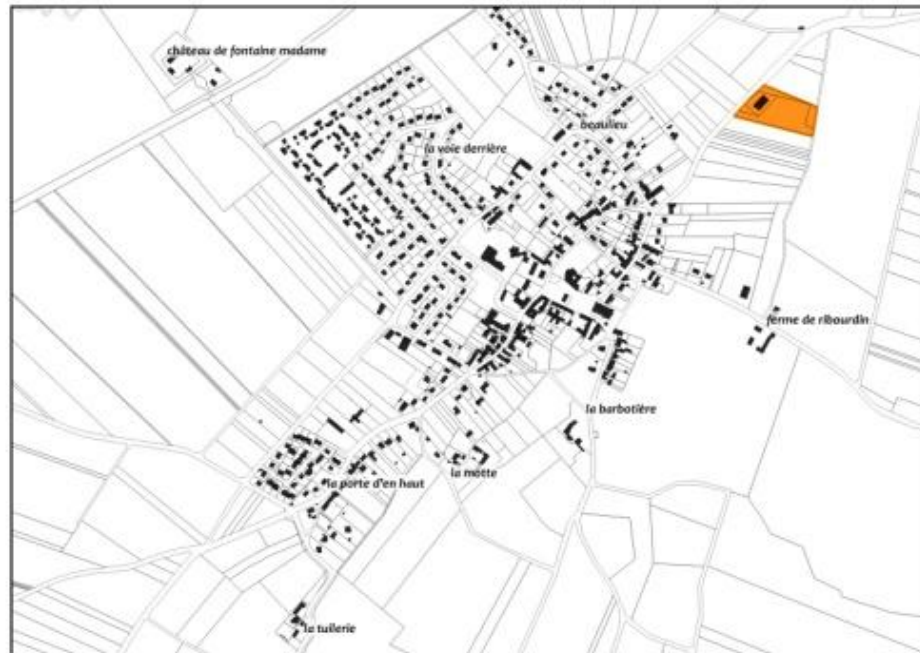 château de fontaine madame
beaulieu
la voie derrière
ferme de ribourdin
la barbotière
la motte
la porte d'en haut
la tuilerie